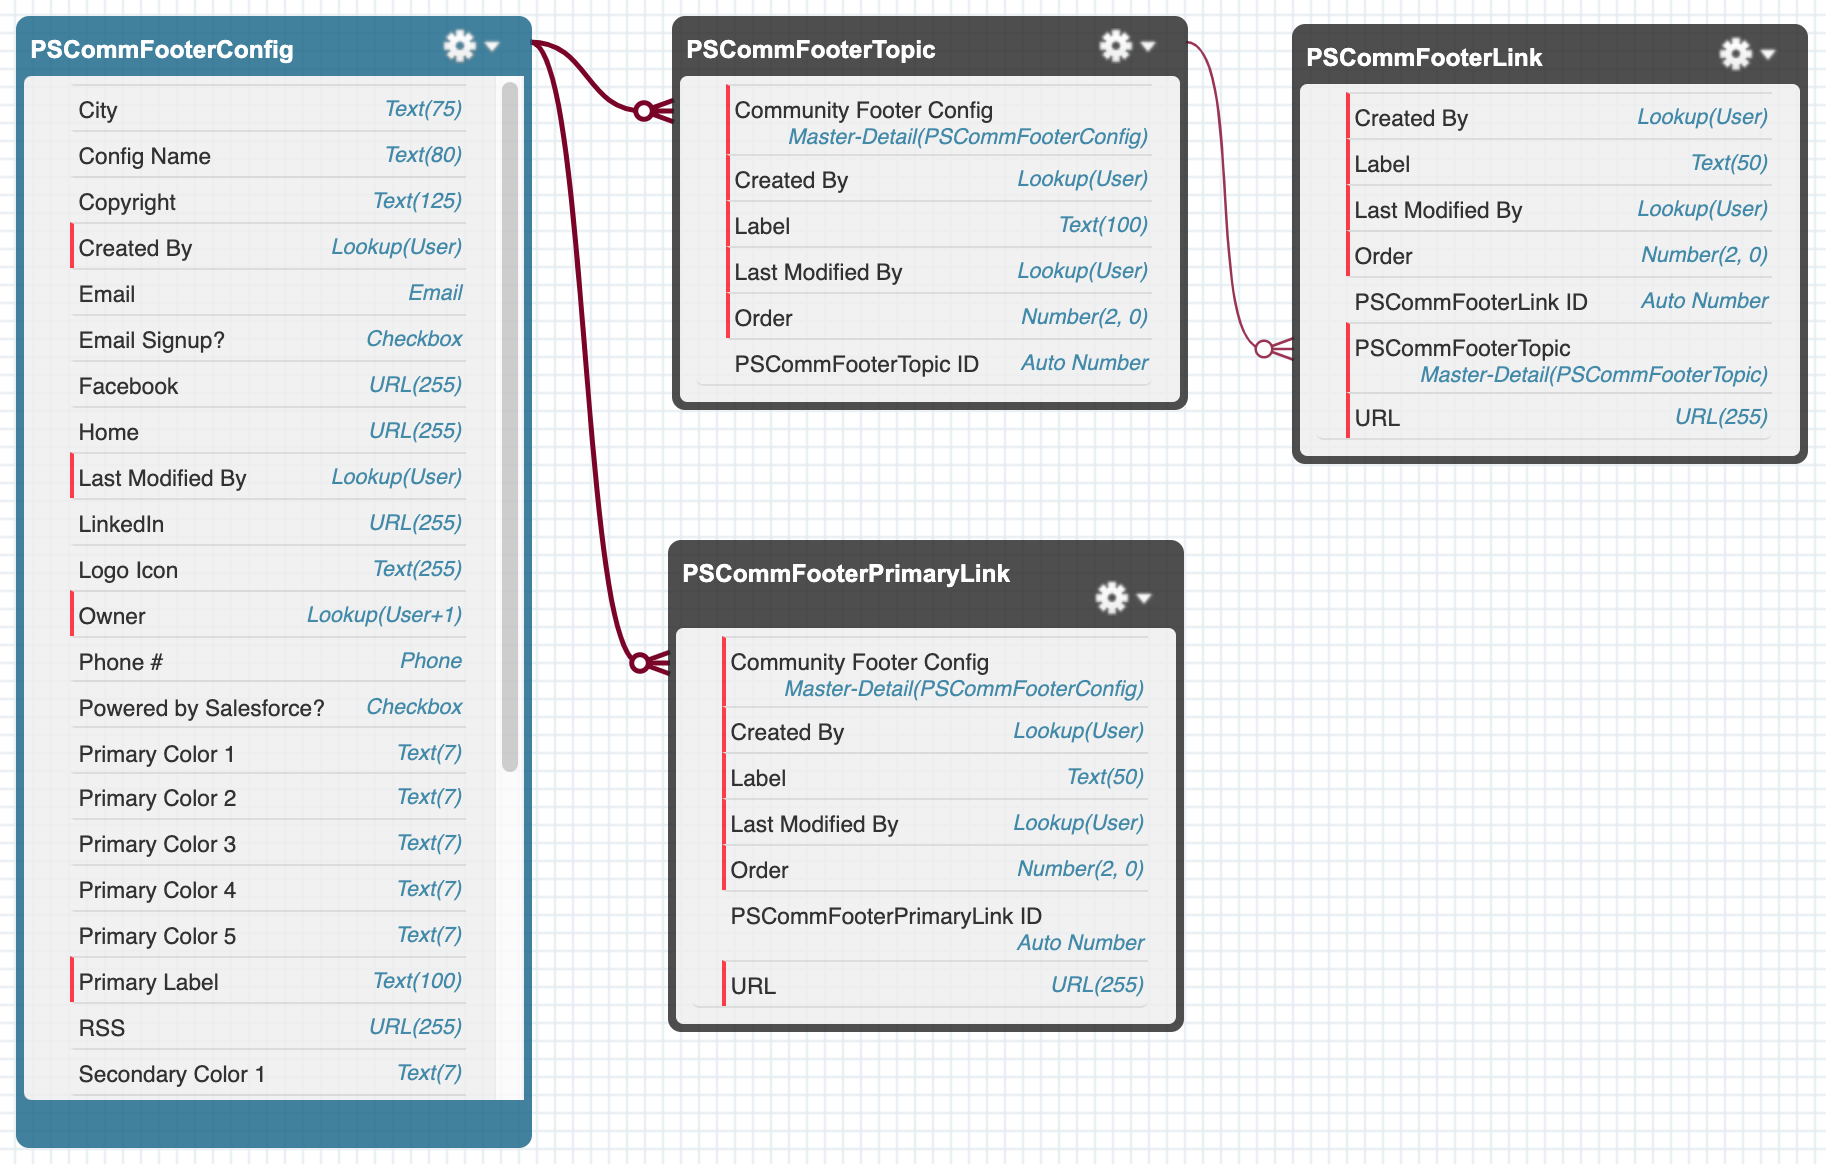 PSCommFooterConfig
City Text(75)
Config Name Text(80)
Copyright Text(125)
Created By Lookup(User)
Email Email
Email Signup? Checkbox
Facebook URL(255)
Home URL(255)
Last Modified By Lookup(User)
LinkedIn URL(255)
Logo Icon Text(255)
Owner Lookup(User+1)
Phone # Phone
Powered by Salesforce? Checkbox
Primary Color 1 Text(7)
Primary Color 2 Text(7)
Primary Color 3 Text(7)
Primary Color 4 Text(7)
Primary Color 5 Text(7)
Primary Label Text(100)
RSS URL(255)
Secondary Color 1 Text(7)
PSCommFooterTopic
Community Footer Config
Master-Detail(PSCommFooterConfig)
Created By Lookup(User)
Label Text(100)
Last Modified By Lookup(User)
Order Number(2, 0)
PSCommFooterTopic ID Auto Number
PSCommFooterLink
Created By Lookup(User)
Label Text(50)
Last Modified By Lookup(User)
Order Number(2, 0)
PSCommFooterLink ID Auto Number
PSCommFooterTopic
Master-Detail(PSCommFooterTopic)
URL URL(255)
PSCommFooterPrimaryLink
Community Footer Config
Master-Detail(PSCommFooterConfig)
Created By Lookup(User)
Label Text(50)
Last Modified By Lookup(User)
Order Number(2, 0)
PSCommFooterPrimaryLink ID
Auto Number
URL URL(255)